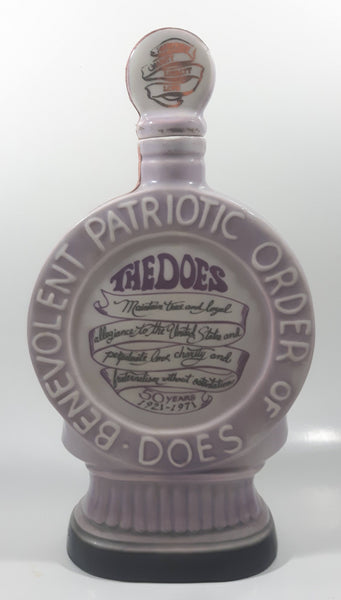 BENEVOLENT PATRIOTIC ORDER OF DOES
THE DOES
Maintain true and loyal
allegiance to the United States and
perpetuate love, charity and
fraternalism without ostentation
50 YEARS
1921-1971